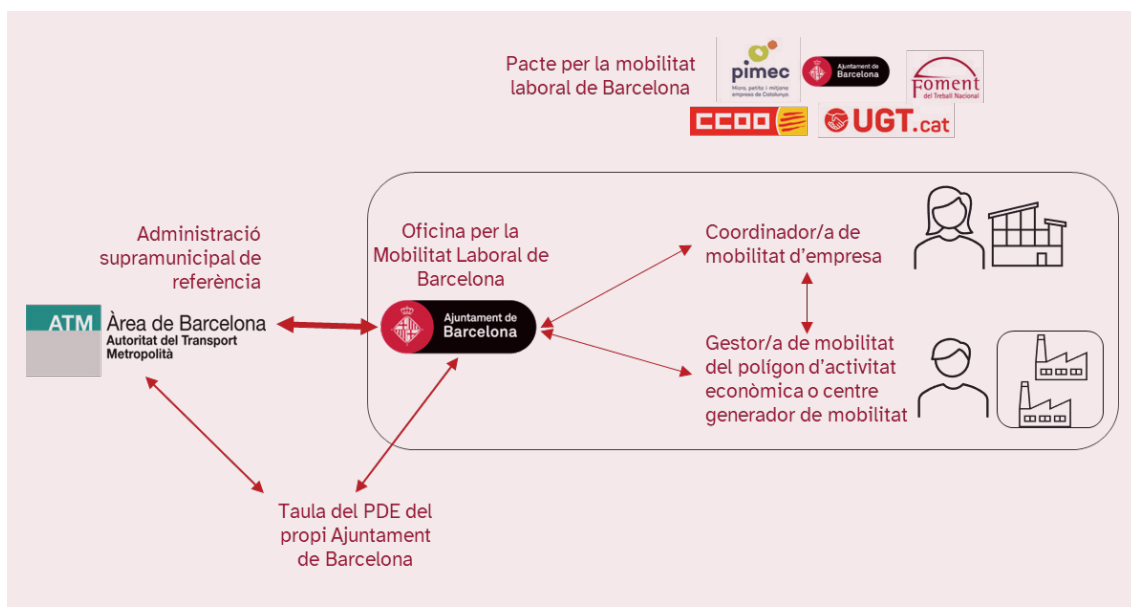 Pacte per la mobilitat
laboral de Barcelona
pimec
Micro, petita i mitjana
empresa de Catalunya
Ajuntament de
Barcelona
Foment
del Treball Nacional
CCOO
UGT.cat
Administració
supramunicipal de
referència
ATM
Àrea de Barcelona
Autoritat del Transport
Metropolità
Oficina per la
Mobilitat Laboral de
Barcelona
Ajuntament de
Barcelona
Coordinador/a de
mobilitat d’empresa
Gestor/a de mobilitat
del polígon d’activitat
econòmica o centre
generador de mobilitat
Taula del PDE del
propi Ajuntament
de Barcelona